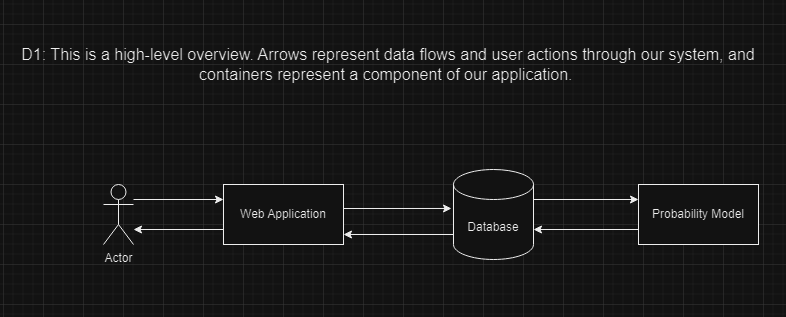 D1: This is a high-level overview. Arrows represent data flows and user actions through our system, and
containers represent a component of our application.
Web Application
Database
Probability Model
Actor